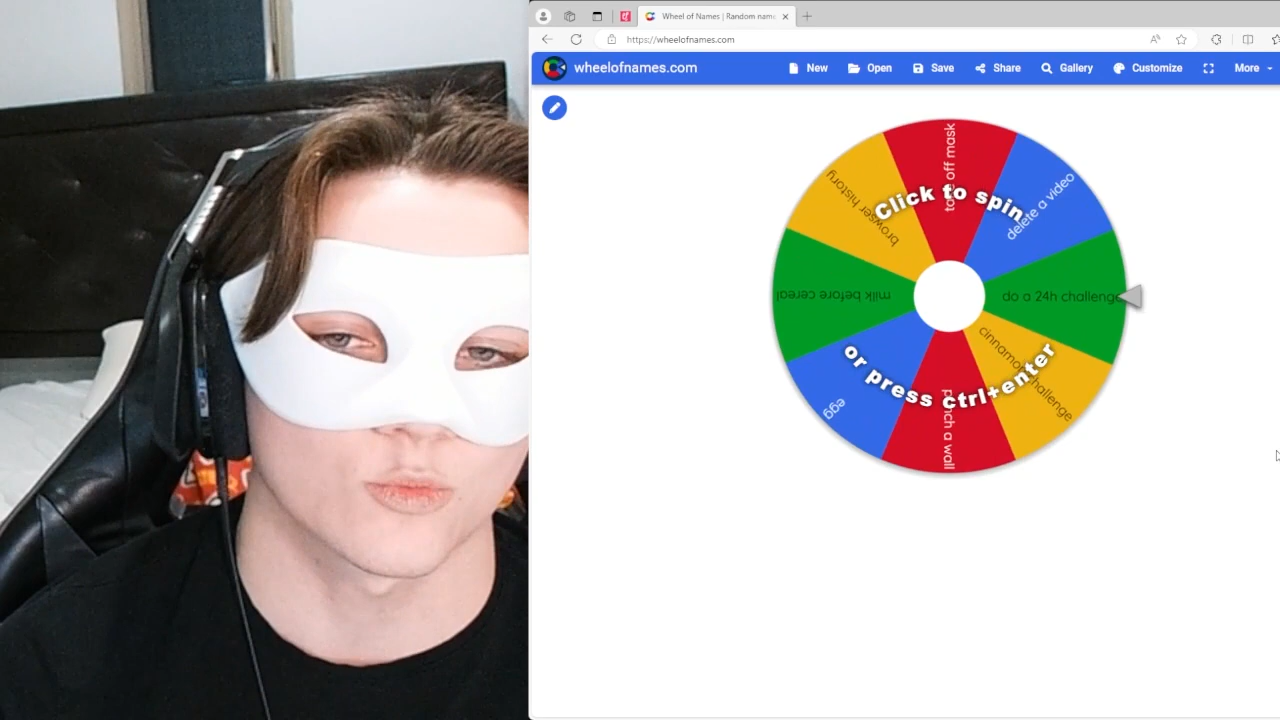 Wheel of Names | Random name
https://wheelofnames.com
wheelofnames.com
New
Open
Save
Share
Gallery
Customize
More
take off mask
delete a video
do a 24h challenge
cinnamon challenge
punch a wall
egg
milk before cereal
browser history
Click to spin
or press ctrl+enter